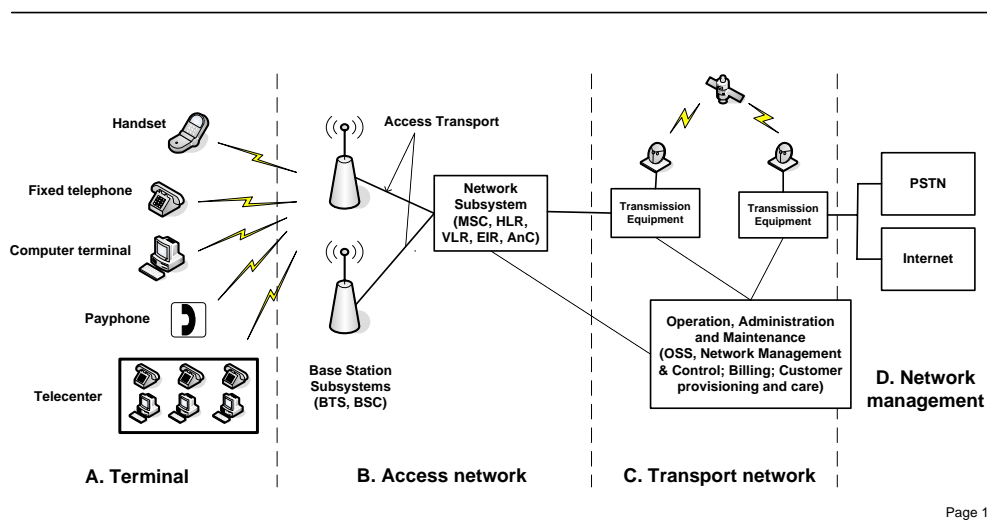 Handset
Fixed telephone
Computer terminal
Payphone
Telecenter
A. Terminal
Access Transport
Network
Subsystem
(MSC, HLR,
VLR, EIR, AnC)
Base Station
Subsystems
(BTS, BSC)
B. Access network
Transmission
Equipment
Transmission
Equipment
Operation, Administration
and Maintenance
(OSS, Network Management
& Control; Billing; Customer
provisioning and care)
C. Transport network
PSTN
Internet
D. Network
management
Page 1